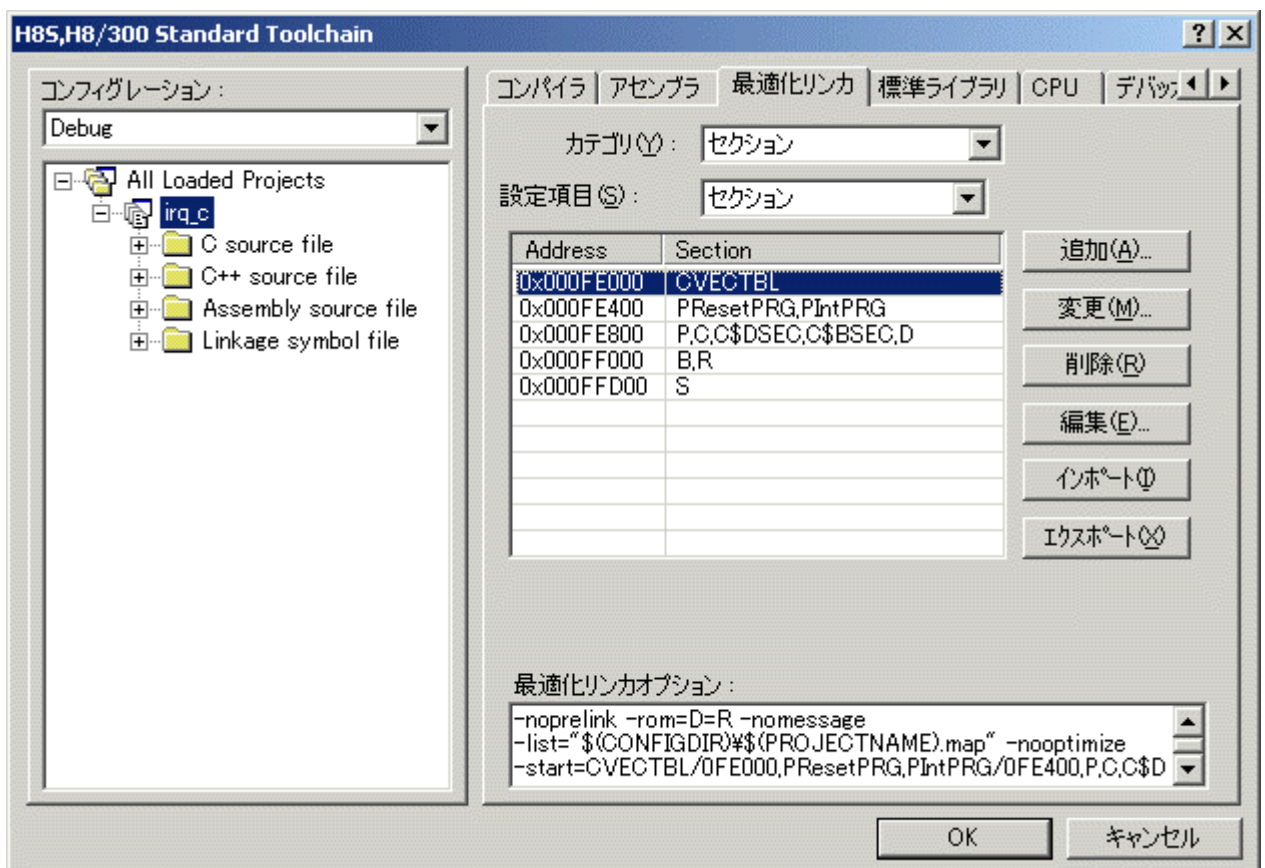 H8S,H8/300 Standard Toolchain
コンフィグレーション :
Debug
All Loaded Projects
irq_c
C source file
C++ source file
Assembly source file
Linkage symbol file
コンパイラ アセンブラ 最適化リンカ 標準ライブラリ CPU デバッ
カテゴリ(Y) : セクション
設定項目(S) : セクション
Address Section
0x000FE000 CVECTBL
0x000FE400 PResetPRG,PIntPRG
0x000FE800 P,C,C$DSEC,C$BSEC,D
0x000FF000 B,R
0x000FFD00 S
追加(A)...
変更(M)...
削除(R)
編集(E)...
インポート(I)
エクスポート(X)
最適化リンカオプション :
-noprelink -rom=D=R -nomessage
-list="$(CONFIGDIR)¥$(PROJECTNAME).map" -nooptimize
-start=CVECTBL/0FE000,PResetPRG,PIntPRG/0FE400,P,C,C$D
OK キャンセル